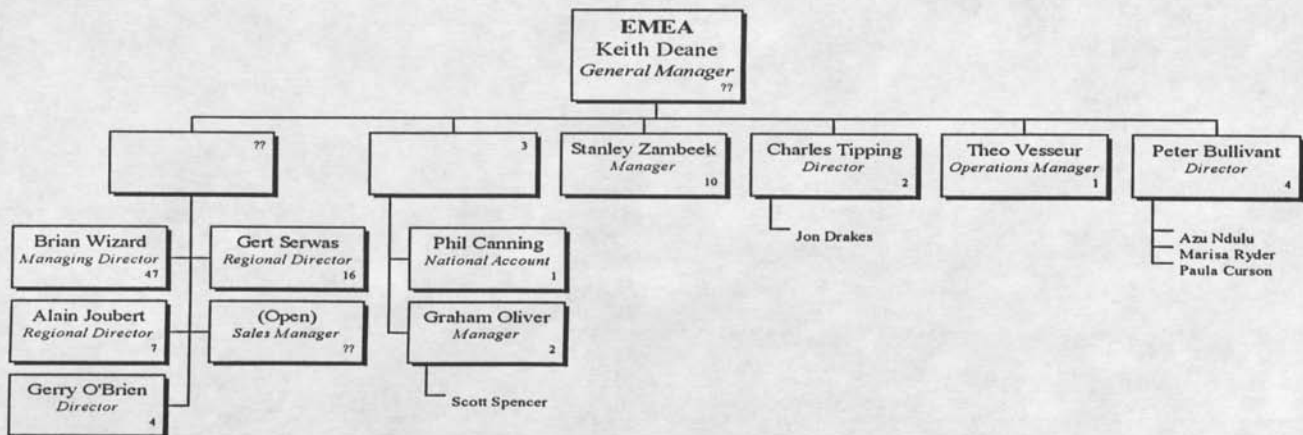 EMEA
Keith Deane
General Manager
??
??
3
Stanley Zambeek
Manager
10
Charles Tipping
Director
2
Jon Drakes
Theo Vesseur
Operations Manager
1
Peter Bullivant
Director
4
Azu Ndulu
Marisa Ryder
Paula Curson
Brian Wizard
Managing Director
47
Gert Serwas
Regional Director
16
Alain Joubert
Regional Director
7
(Open)
Sales Manager
??
Gerry O'Brien
Director
4
Phil Canning
National Account
1
Graham Oliver
Manager
2
Scott Spencer